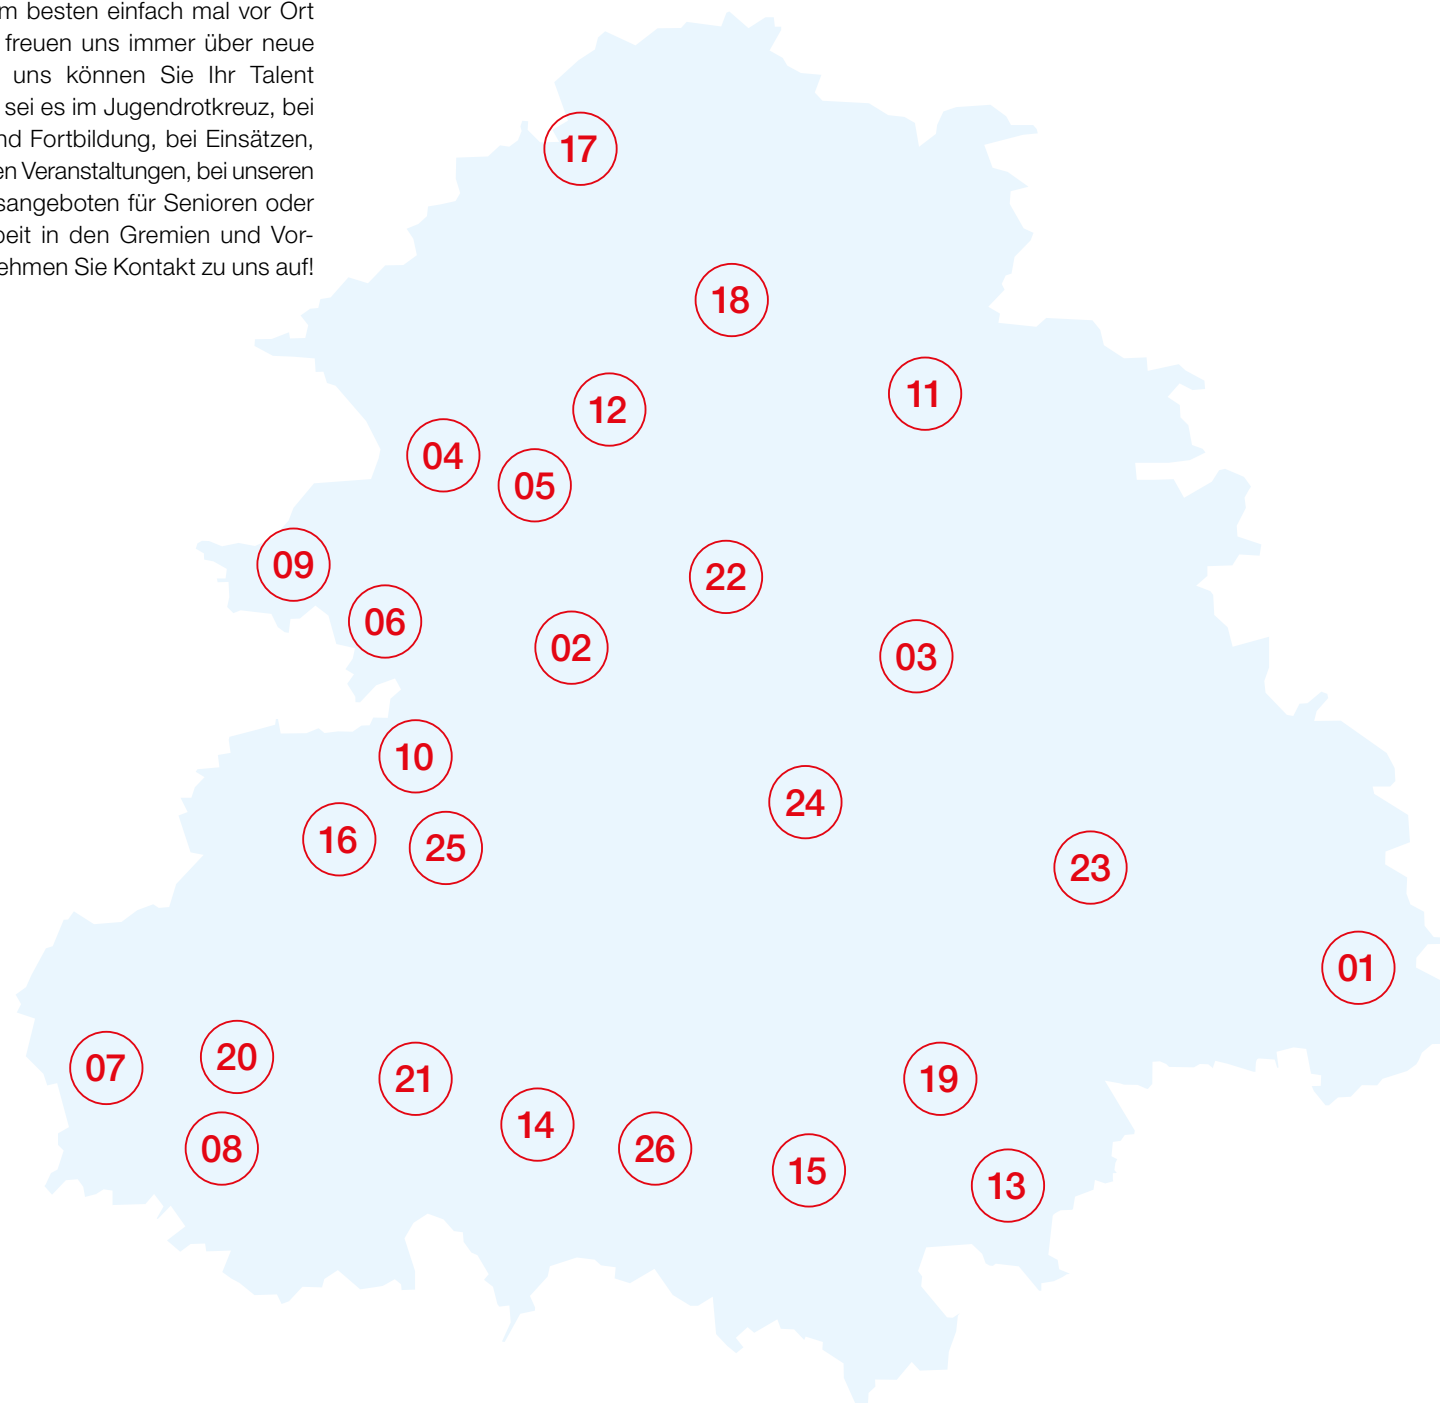 m besten einfach mal vor Ort
freuen uns immer über neue
uns können Sie Ihr Talent
sei es im Jugendrotkreuz, bei
nd Fortbildung, bei Einsätzen,
en Veranstaltungen, bei unseren
sangeboten für Senioren oder
beit in den Gremien und Vor-
ehmen Sie Kontakt zu uns auf!
17
18
11
12
04
05
09
22
06
02
03
10
24
16
25
23
01
20
07
21
19
14
08
26
15
13